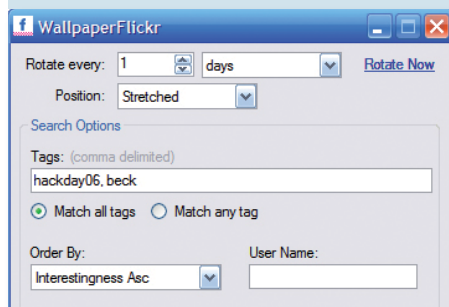 f WallpaperFlickr
Rotate every: 1 days Rotate Now
Position: Stretched
Search Options
Tags: (comma delimited)
hackday06, beck
Match all tags Match any tag
Order By: User Name:
Interestingness Asc